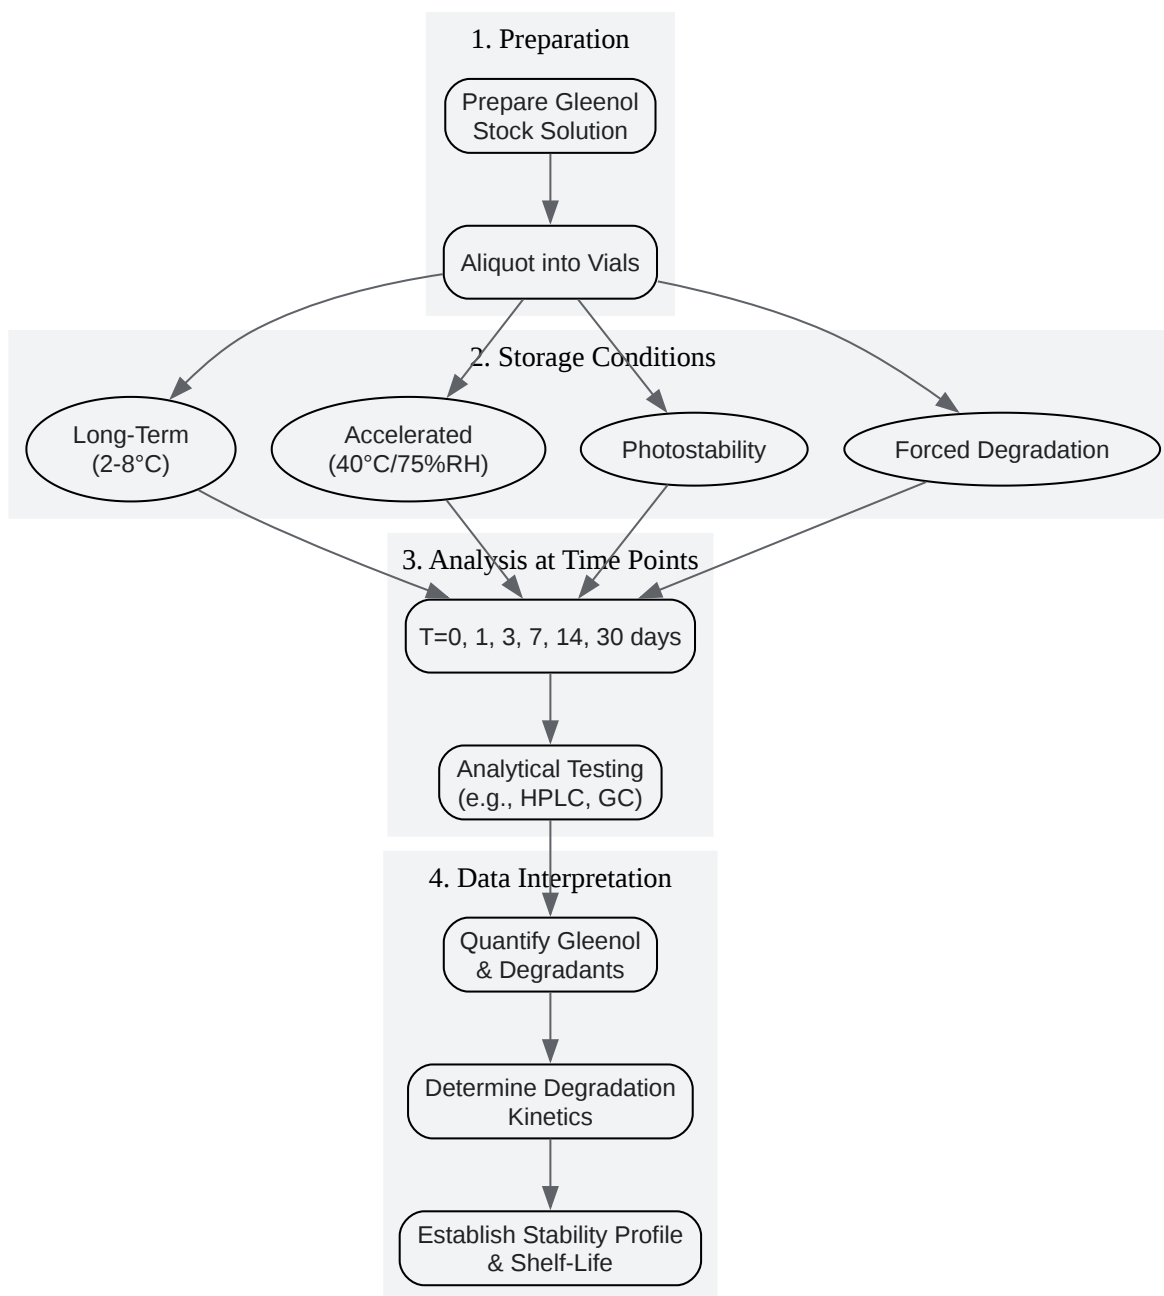 1. Preparation
Prepare Gleenol
Stock Solution
Aliquot into Vials
2. Storage Conditions
Long-Term
(2-8°C)
Accelerated
(40°C/75%RH)
Photostability
Forced Degradation
3. Analysis at Time Points
T=0, 1, 3, 7, 14, 30 days
Analytical Testing
(e.g., HPLC, GC)
4. Data Interpretation
Quantify Gleenol
& Degradants
Determine Degradation
Kinetics
Establish Stability Profile
& Shelf-Life